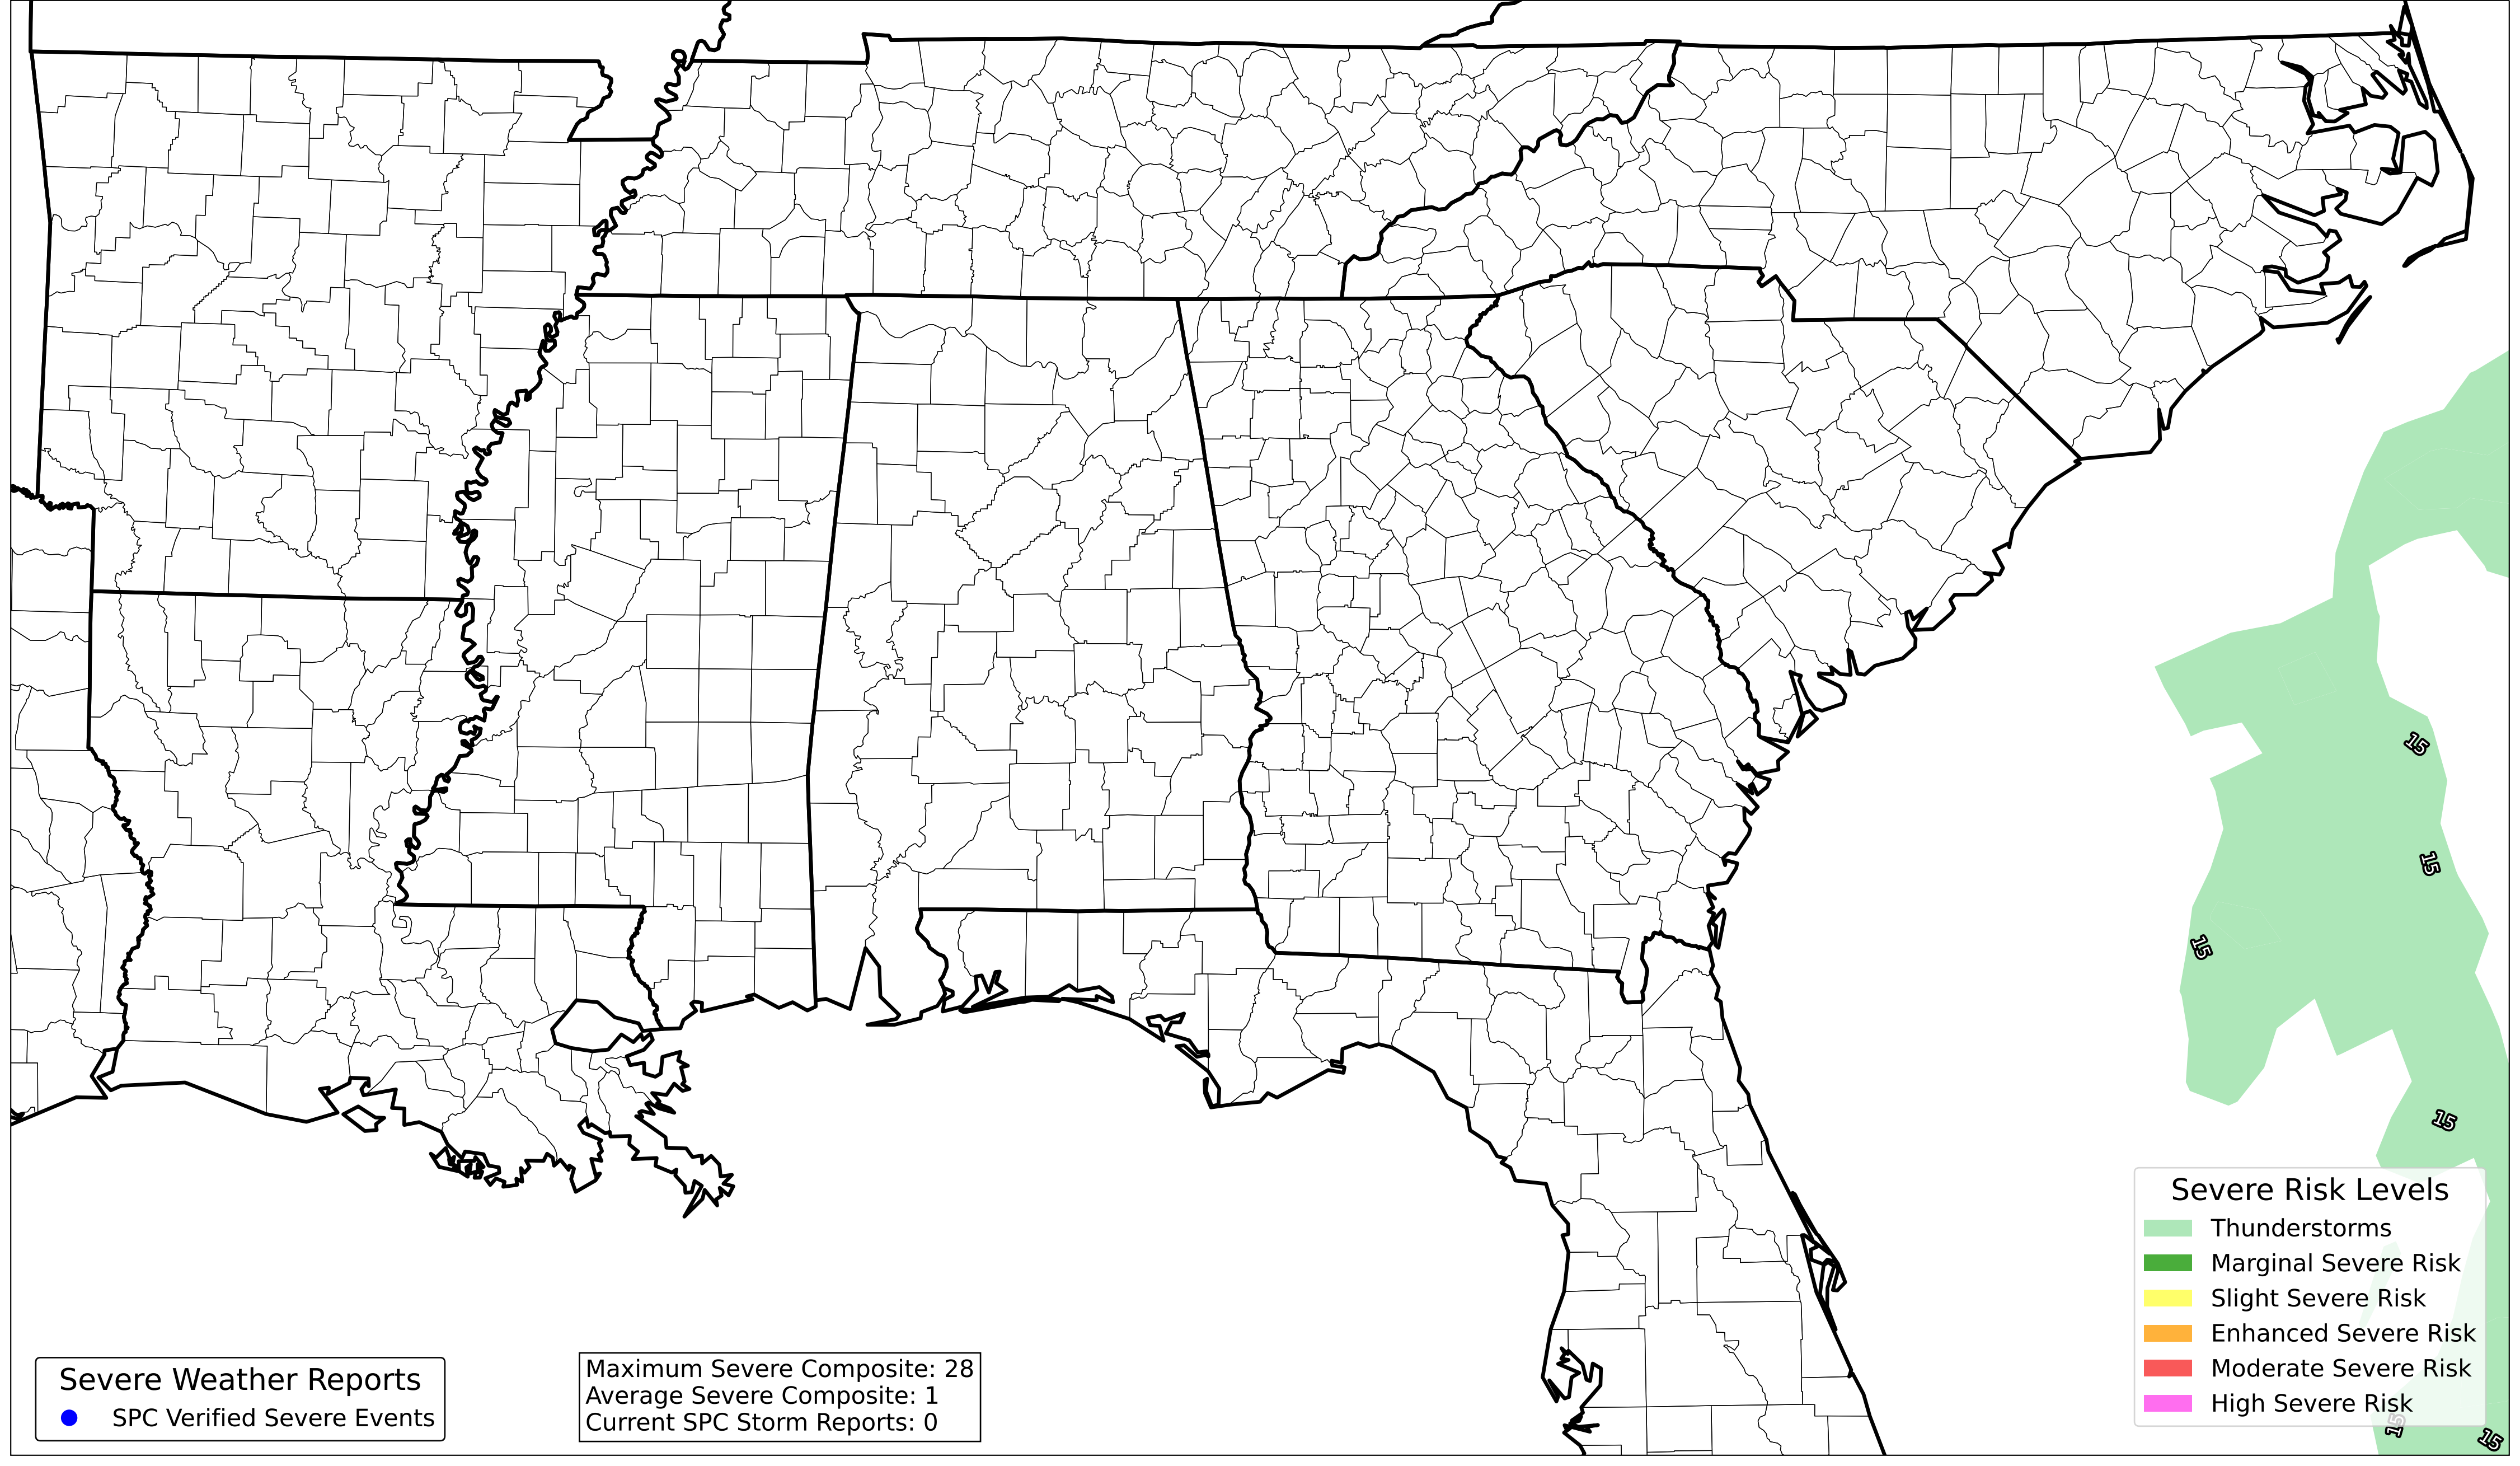 15
15
15
15
Severe Risk Levels
Thunderstorms
Marginal Severe Risk
Slight Severe Risk
Enhanced Severe Risk
Moderate Severe Risk
High Severe Risk
15
15
Severe Weather Reports
SPC Verified Severe Events
Maximum Severe Composite: 28
Average Severe Composite: 1
Current SPC Storm Reports: 0